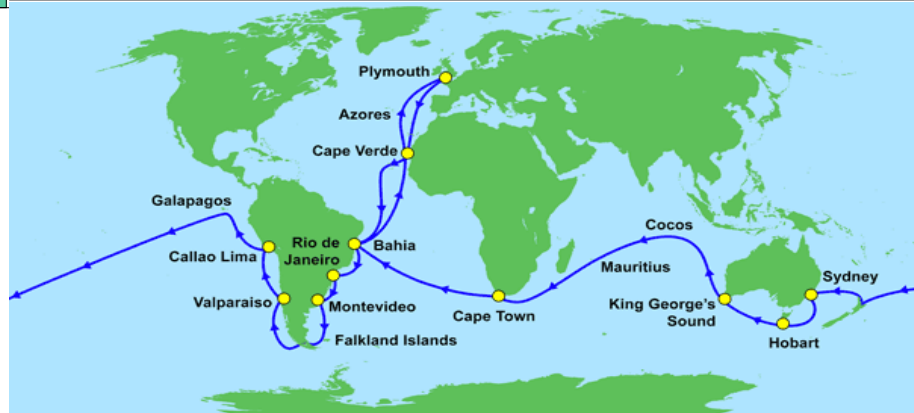 Plymouth
Azores
Cape Verde
Galapagos
Callao Lima
Rio de
Janeiro
Bahia
Valparaiso
Montevideo
Falkland Islands
Cape Town
Cocos
Mauritius
King George's
Sound
Sydney
Hobart